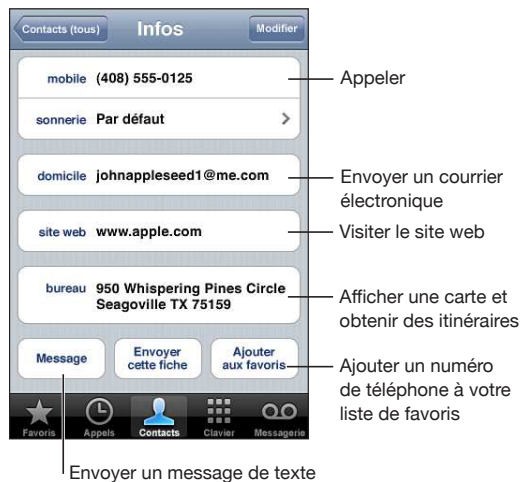 Contacts (tous) Infos Modifier
mobile (408) 555-0125
Appeler
sonnerie Par défaut
domicile johnappleseed1@me.com
Envoyer un courrier
électronique
site web www.apple.com
Visiter le site web
bureau 950 Whispering Pines Circle
Seagoville TX 75159
Afficher une carte et
obtenir des itinéraires
Message
Envoyer
cette fiche
Ajouter
aux favoris
Ajouter un numéro
de téléphone à votre
liste de favoris
Favoris Appels Contacts Clavier Messagerie
Envoyer un message de texte